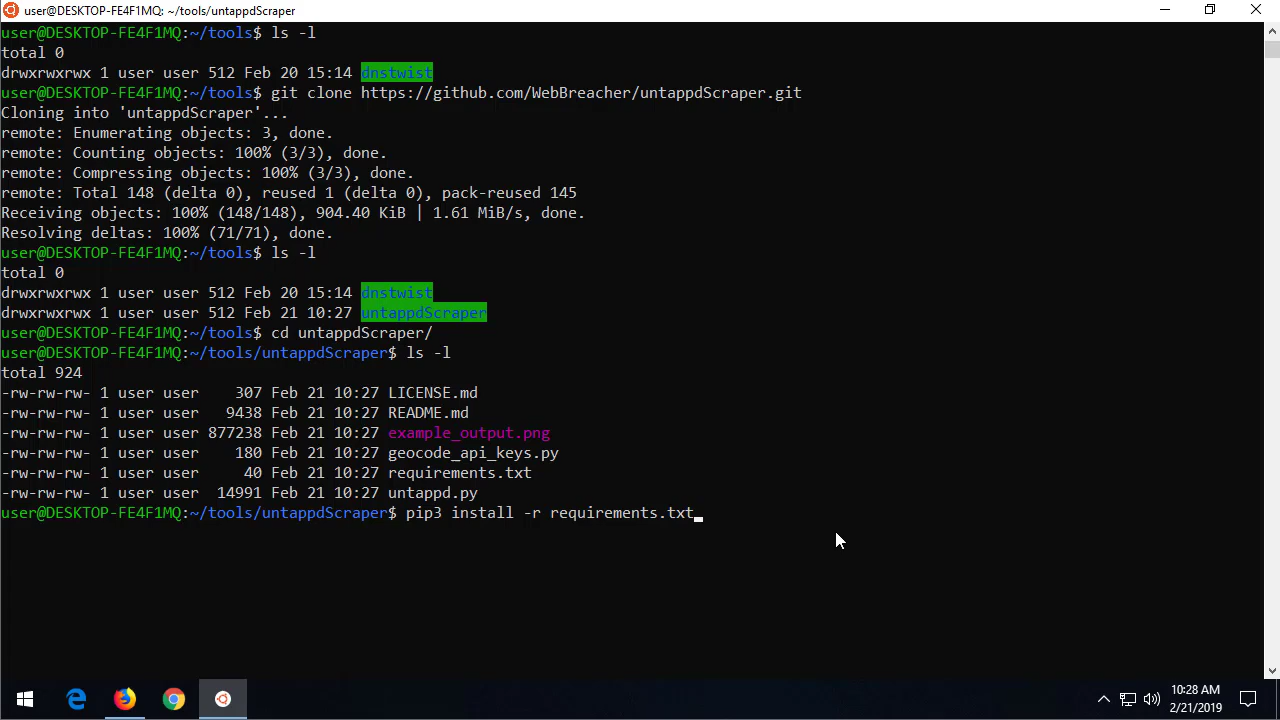 user@DESKTOP-FE4F1MQ: ~/tools/untappdScraper
user@DESKTOP-FE4F1MQ:~/tools$ ls -l
total 0
drwxrwxrwx 1 user user 512 Feb 20 15:14 dnstwist
user@DESKTOP-FE4F1MQ:~/tools$ git clone https://github.com/WebBreacher/untappdScraper.git
Cloning into 'untappdScraper'...
remote: Enumerating objects: 3, done.
remote: Counting objects: 100% (3/3), done.
remote: Compressing objects: 100% (3/3), done.
remote: Total 148 (delta 0), reused 1 (delta 0), pack-reused 145
Receiving objects: 100% (148/148), 904.40 KiB | 1.61 MiB/s, done.
Resolving deltas: 100% (71/71), done.
user@DESKTOP-FE4F1MQ:~/tools$ ls -l
total 0
drwxrwxrwx 1 user user 512 Feb 20 15:14 dnstwist
drwxrwxrwx 1 user user 512 Feb 21 10:27 untappdScraper
user@DESKTOP-FE4F1MQ:~/tools$ cd untappdScraper/
user@DESKTOP-FE4F1MQ:~/tools/untappdScraper$ ls -l
total 924
-rw-rw-rw- 1 user user    307 Feb 21 10:27 LICENSE.md
-rw-rw-rw- 1 user user   9438 Feb 21 10:27 README.md
-rw-rw-rw- 1 user user 877238 Feb 21 10:27 example_output.png
-rw-rw-rw- 1 user user    180 Feb 21 10:27 geocode_api_keys.py
-rw-rw-rw- 1 user user     40 Feb 21 10:27 requirements.txt
-rw-rw-rw- 1 user user  14991 Feb 21 10:27 untappd.py
user@DESKTOP-FE4F1MQ:~/tools/untappdScraper$ pip3 install -r requirements.txt
10:28 AM
2/21/2019